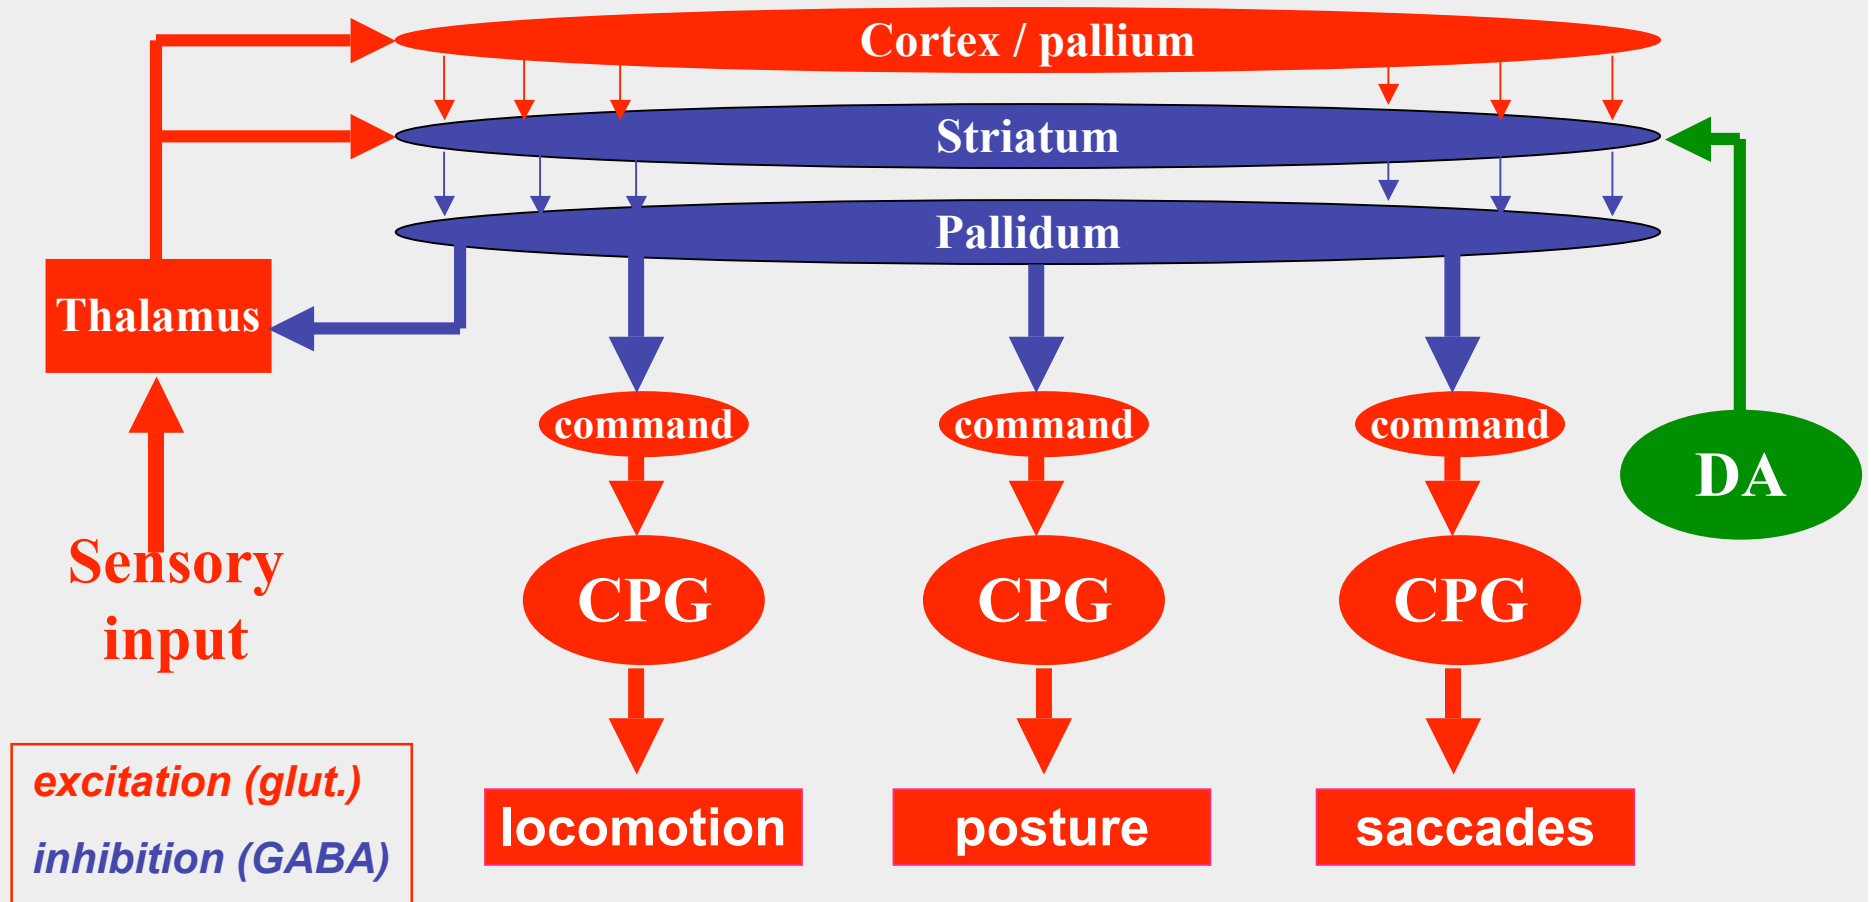 Cortex / pallium
Striatum
Pallidum
Thalamus
command
command
command
DA
Sensory
input
CPG
CPG
CPG
excitation (glut.)
inhibition (GABA)
locomotion
posture
saccades